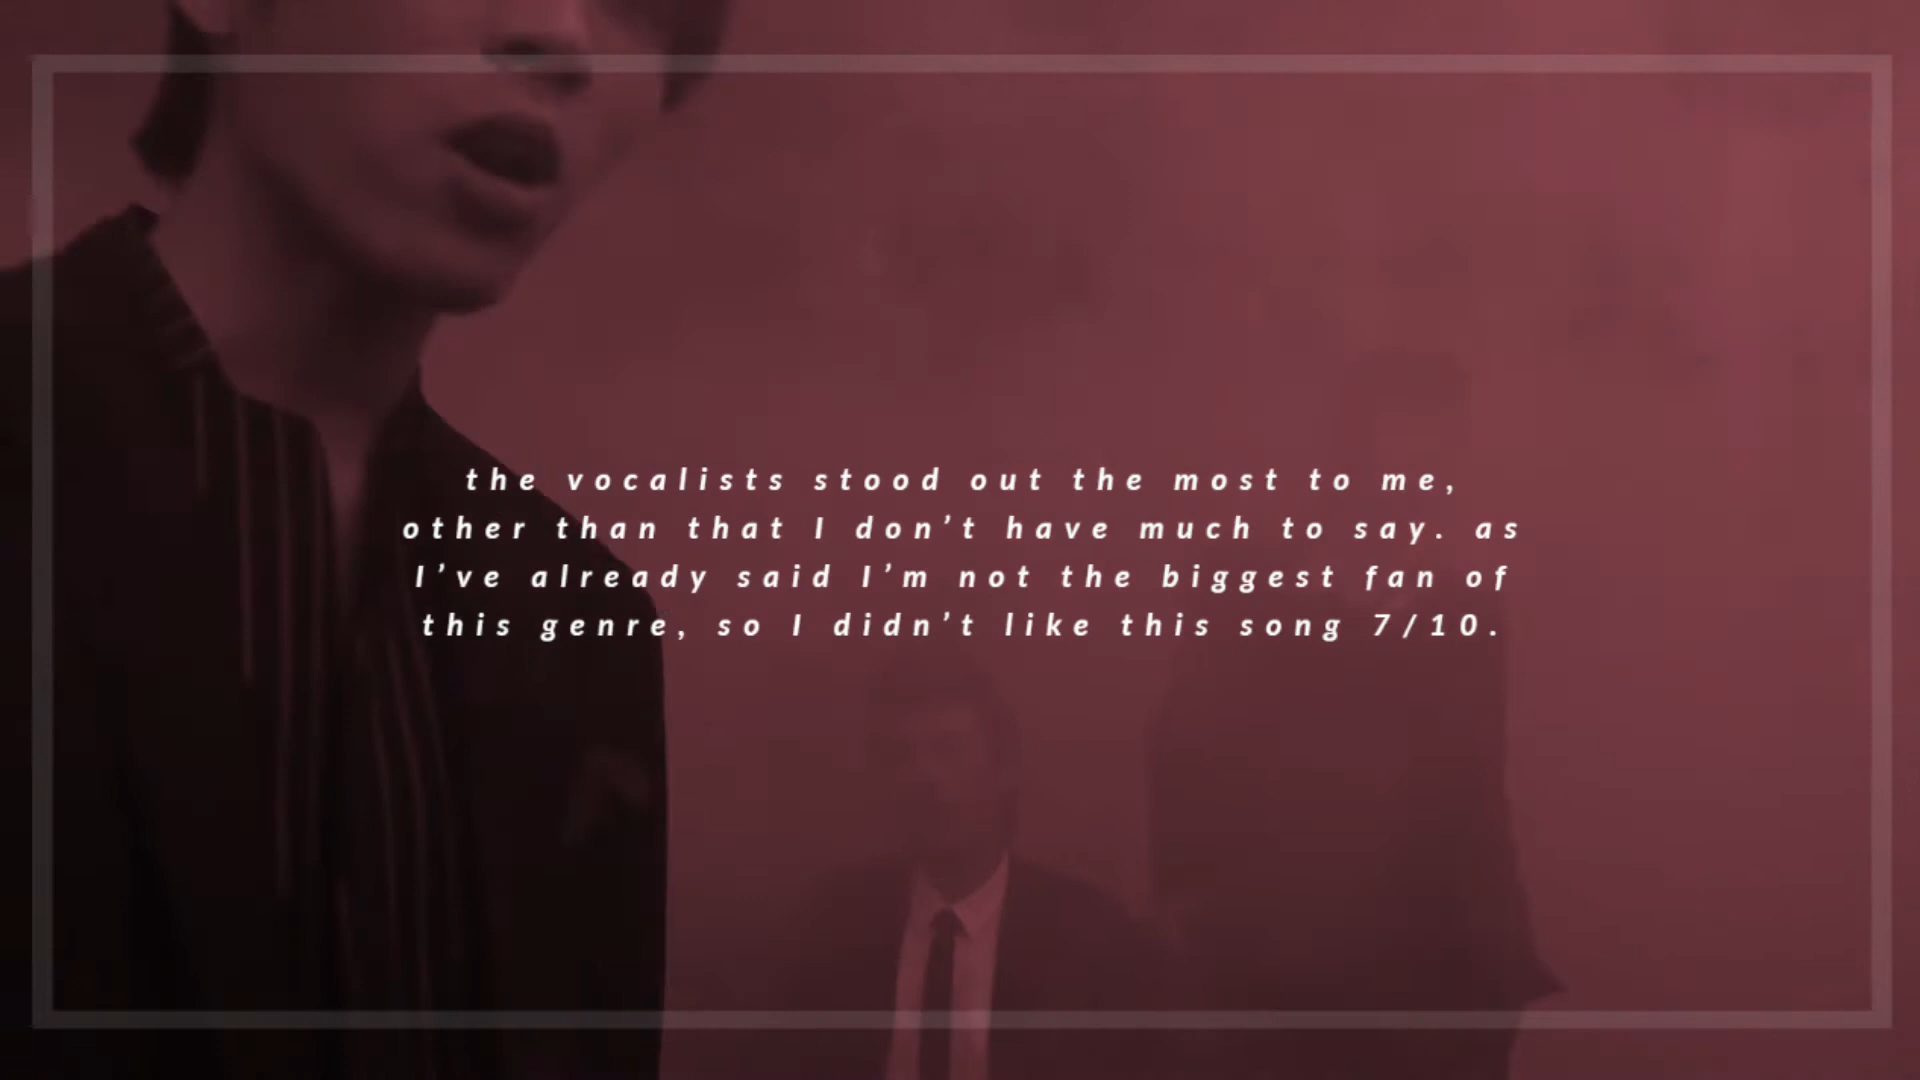 the vocalists stood out the most to me,
other than that I don’t have much to say. as
I’ve already said I’m not the biggest fan of
this genre, so I didn’t like this song 7/10.